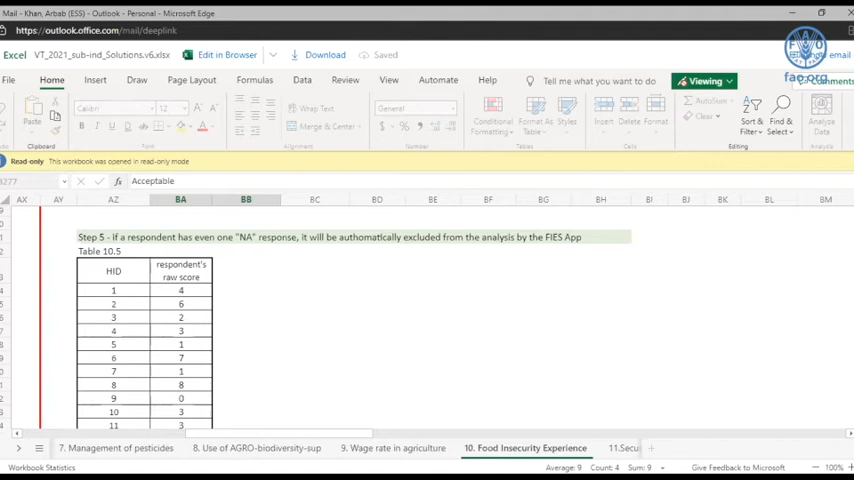 Mail - Khan, Arbab (ESS) - Outlook - Personal - Microsoft Edge
https://outlook.office.com/mail/deeplink
FAO
fao.org
Excel VT_2021_sub-ind_Solutions.v6.xlsx Edit in Browser Download Saved email
File Home Insert Draw Page Layout Formulas Data Review View Automate Help Tell me what you want to do Viewing Comments
Paste Calibri 12 Wrap Text General Conditional Formatting Format As Table Styles Insert Delete Format AutoSum Sort & Filter Find & Select Analyze Data
B U D ab A Merge & Center $ % Clear
Clipboard Font Alignment Number Tables Cells Editing
Read-only This workbook was opened in read-only mode
B277 fx Acceptable
AX AY AZ BA BB BC BD BE BF BG BH BI BJ BK BL BM
Step 5 - if a respondent has even one "NA" response, it will be authomatically excluded from the analysis by the FIES App
Table 10.5
HID respondent's raw score
1 4
2 6
3 2
4 3
5 1
6 7
7 1
8 8
9 0
10 3
11 3
7. Management of pesticides 8. Use of AGRO-biodiversity-sup 9. Wage rate in agriculture 10. Food Insecurity Experience 11.Secu
Workbook Statistics Average: 9 Count: 4 Sum: 9 Give Feedback to Microsoft 100%